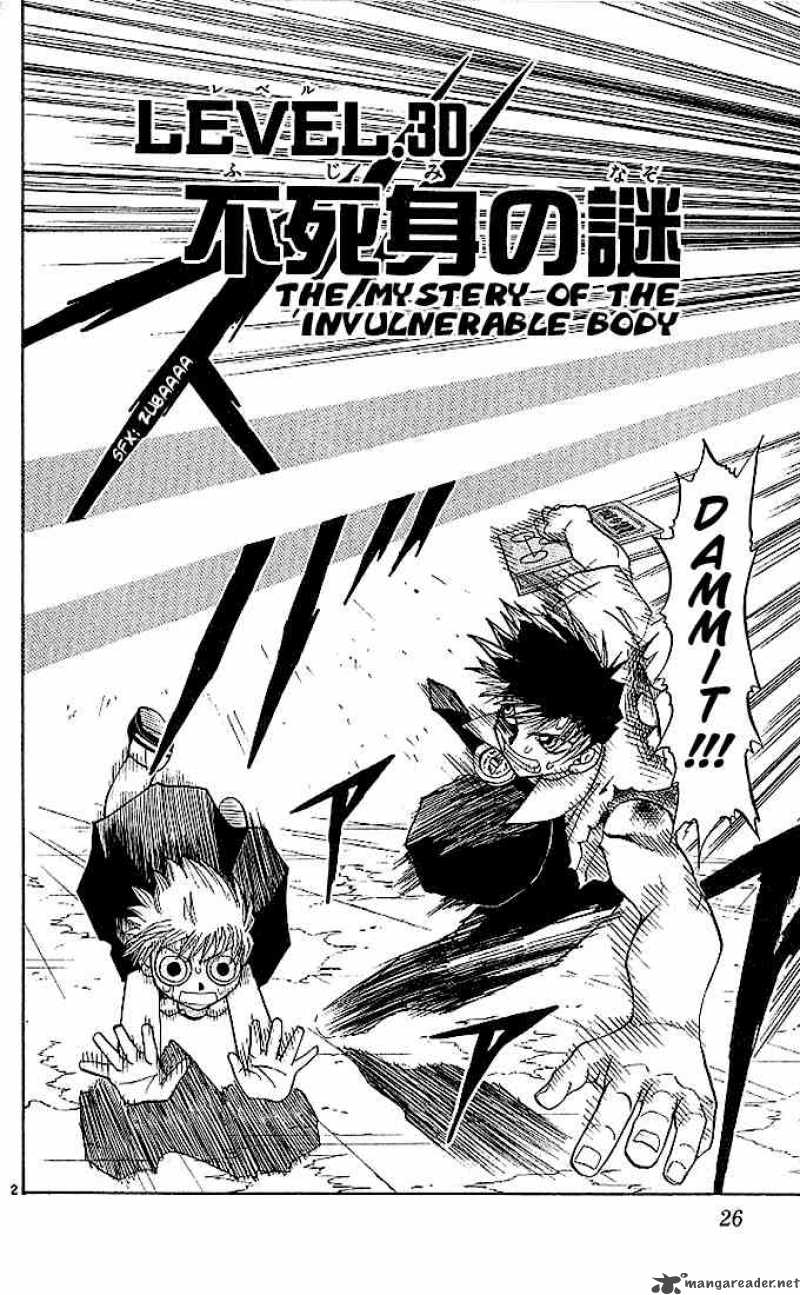 レベル
LEVEL.30
ふじみ なぞ
不死身の謎
THE MYSTERY OF THE
INVULNERABLE BODY
SFX: ZUBAAAA
DAMMIT!!!
2
26
mangareader.net